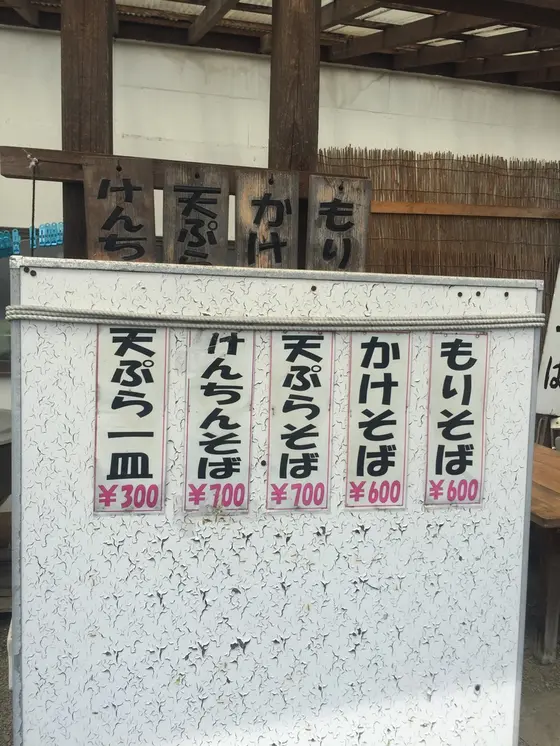 もり
かけ
天ぷら
けんち
もりそば
¥600
かけそば
¥600
天ぷらそば
¥700
けんちんそば
¥700
天ぷら一皿
¥300
ば